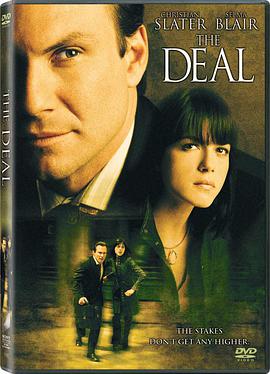 CHRISTIAN SELMA
SLATER BLAIR
THE
DEAL
THE DEAL
THE STAKES
DON'T GET ANY HIGHER.
DVD
VIDEO
DVD